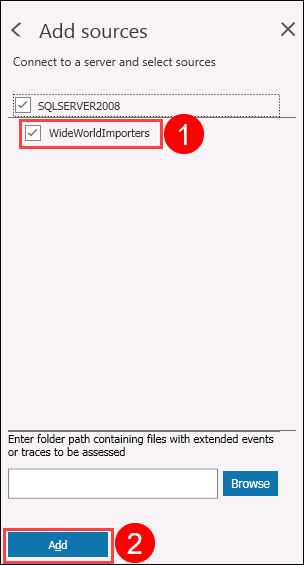 Add sources
Connect to a server and select sources
SQLSERVER2008
WideWorldImporters
1
Enter folder path containing files with extended events
or traces to be assessed
Browse
Add
2